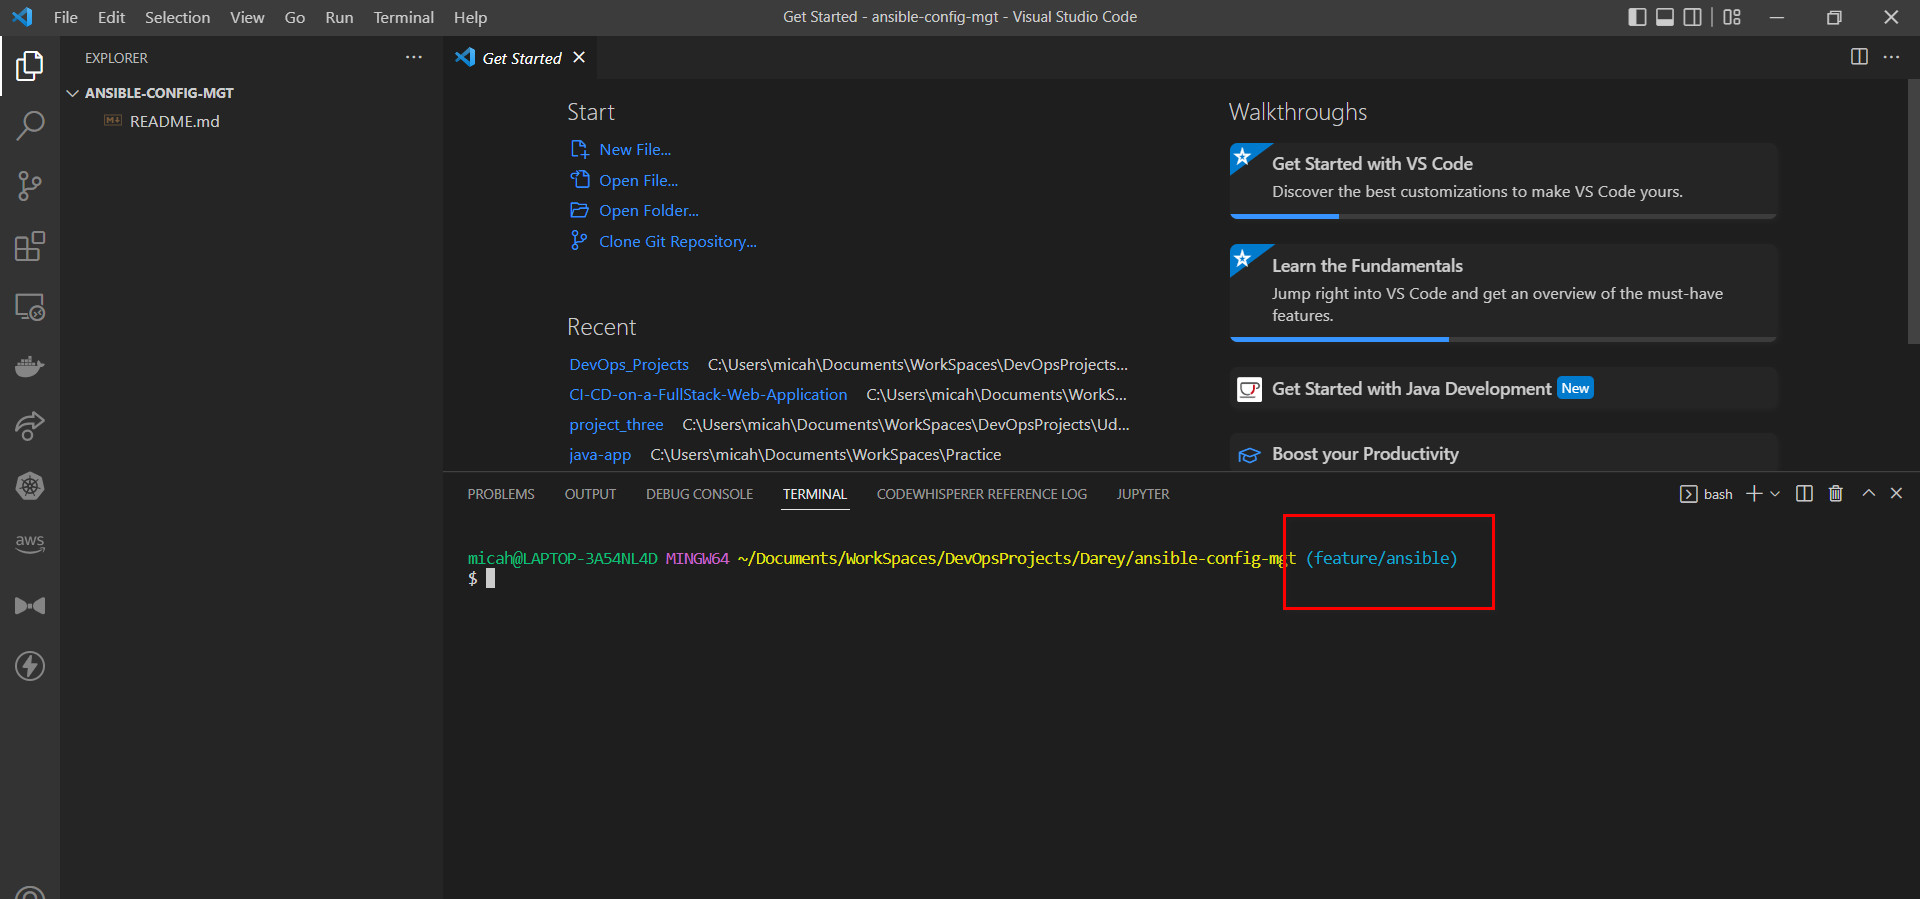 File Edit Selection View Go Run Terminal Help
Get Started - ansible-config-mgt - Visual Studio Code
EXPLORER
ANSIBLE-CONFIG-MGT
README.md
aws
Get Started
Start
New File...
Open File...
Open Folder...
Clone Git Repository...
Recent
DevOps_Projects C:\Users\micah\Documents\WorkSpaces\DevOpsProjects...
CI-CD-on-a-FullStack-Web-Application C:\Users\micah\Documents\WorkS...
project_three C:\Users\micah\Documents\WorkSpaces\DevOpsProjects\Ud...
java-app C:\Users\micah\Documents\WorkSpaces\Practice
Walkthroughs
Get Started with VS Code
Discover the best customizations to make VS Code yours.
Learn the Fundamentals
Jump right into VS Code and get an overview of the must-have
features.
Get Started with Java Development New
Boost your Productivity
PROBLEMS OUTPUT DEBUG CONSOLE TERMINAL CODEWHISPERER REFERENCE LOG JUPYTER
bash
micah@LAPTOP-3A54NL4D MINGW64 ~/Documents/WorkSpaces/DevOpsProjects/Darey/ansible-config-mgt (feature/ansible)
$